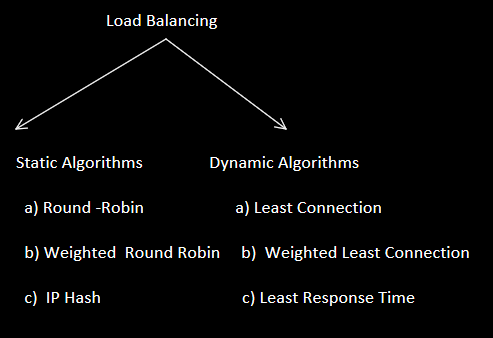 Load Balancing
Static Algorithms
a) Round -Robin
b) Weighted  Round Robin
c)  IP Hash
Dynamic Algorithms
a) Least Connection
b)  Weighted Least Connection
c) Least Response Time